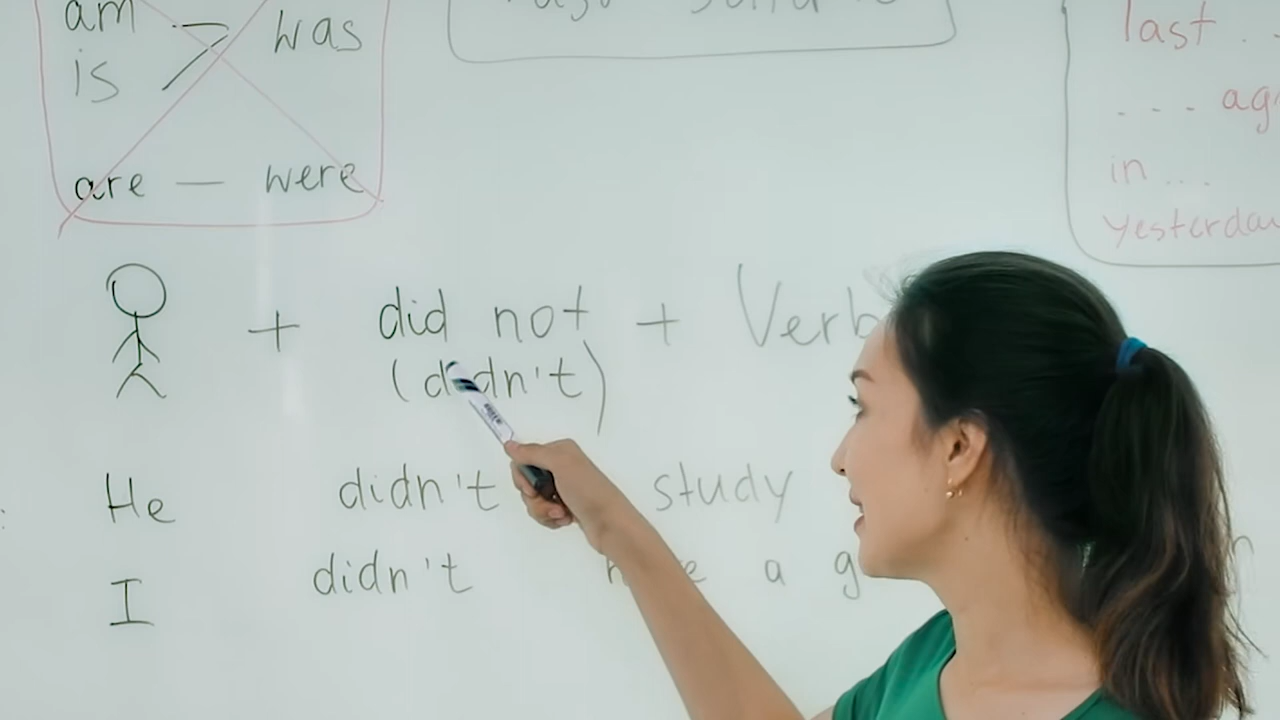 am
is
was
are — were
last . .
. . . ag
in ...
yesterda
+ did not + Verb
(didn't)
He didn't study
I didn't a g